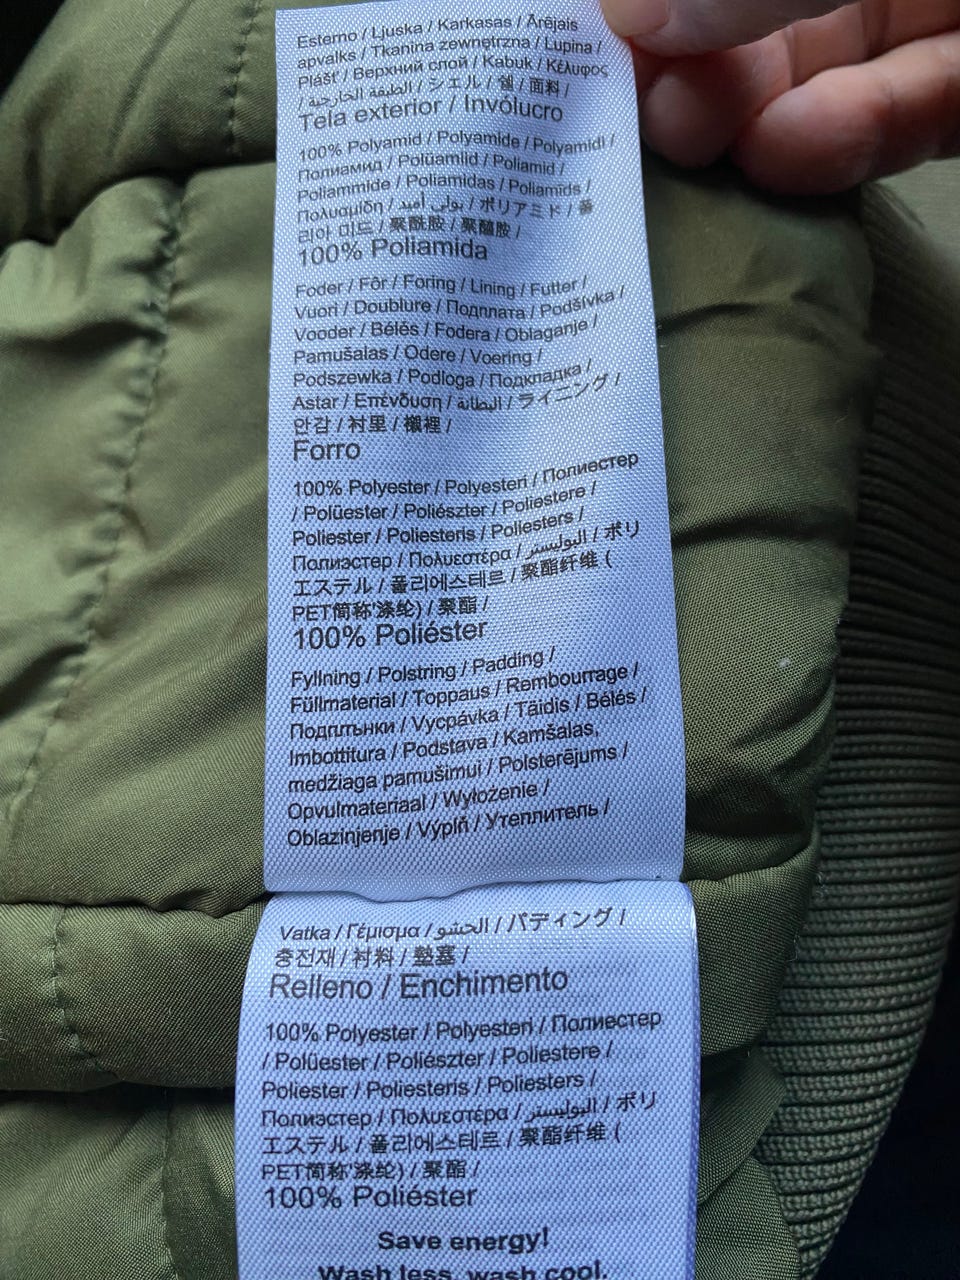 Esterno / Ljuska / Karkasas / Ārējais
apvalks / Tkanina zewnętrzna / Lupina /
Plášť / Верхний слой / Kabuk / Κέλυφος
/ الطبقة الخارجية / シェル / 쉘 / 面料 /
Tela exterior / Invólucro
100% Polyamid / Polyamide / Polyamidi /
Полиамид / Polüamiid / Poliamid /
Poliammide / Poliamidas / Poliamīds /
Πολυαμίδη / بولي أميد / ポリアミド / 폴
리아 미드 / 聚酰胺 / 聚醯胺 /
100% Poliamida
Foder / Fôr / Foring / Lining / Futter /
Vuori / Doublure / Подплата / Podšívka /
Vooder / Bélés / Fodera / Oblaganje /
Pamušalas / Odere / Voering /
Podszewka / Podloga / Подкладка /
Astar / Επένδυση / البطانة / ライニング /
안감 / 衬里 / 襯裡 /
Forro
100% Polyester / Polyesteri / Полиестер
/ Polüester / Poliészter / Poliestere /
Poliester / Poliesteris / Poliesters /
Полиэстер / Πολυεστέρα / البوليستر / ポリ
エステル / 폴리에스테르 / 聚酯纤维 (
PET简称'涤纶) / 聚酯 /
100% Poliéster
Fyllning / Polstring / Padding /
Füllmaterial / Toppaus / Rembourrage /
Подплънки / Vycpávka / Täidis / Bélés /
Imbottitura / Podstava / Kamšalas,
medžiaga pamušimui / Polsterējums /
Opvulmateriaal / Wyłożenie /
Oblazinjenje / Výplň / Утеплитель /
Vatka / Γέμισμα / الحشو / パディング /
충전재 / 衬料 / 墊塞 /
Relleno / Enchimento
100% Polyester / Polyesteri / Полиестер
/ Polüester / Poliészter / Poliestere /
Poliester / Poliesteris / Poliesters /
Полиэстер / Πολυεστέρα / البوليستر / ポリ
エステル / 폴리에스테르 / 聚酯纤维 (
PET简称'涤纶) / 聚酯 /
100% Poliéster
Save energy!
Wash less, wash cool.